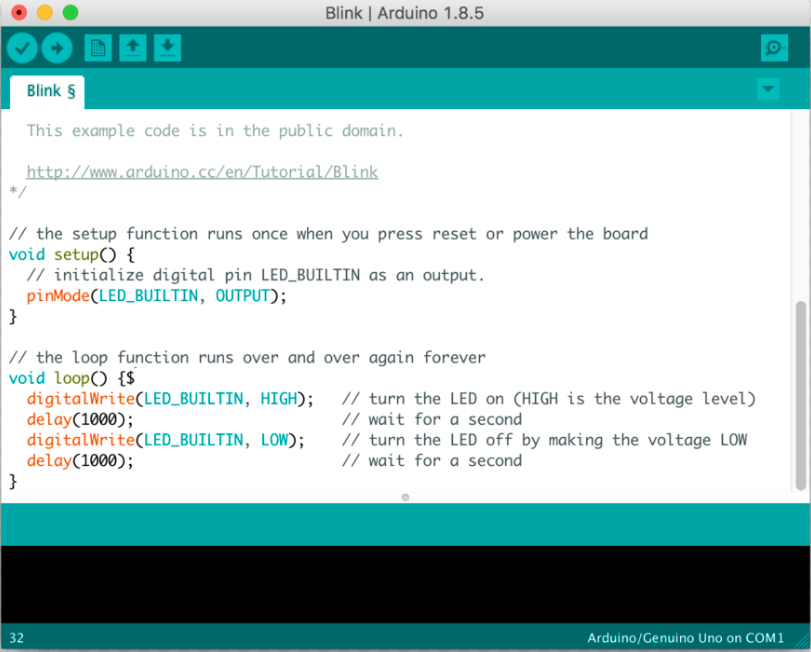 Blink | Arduino 1.8.5
Blink §
This example code is in the public domain.
http://www.arduino.cc/en/Tutorial/Blink
*/
// the setup function runs once when you press reset or power the board
void setup() {
  // initialize digital pin LED_BUILTIN as an output.
  pinMode(LED_BUILTIN, OUTPUT);
}
// the loop function runs over and over again forever
void loop() {$
  digitalWrite(LED_BUILTIN, HIGH);   // turn the LED on (HIGH is the voltage level)
  delay(1000);                       // wait for a second
  digitalWrite(LED_BUILTIN, LOW);    // turn the LED off by making the voltage LOW
  delay(1000);                       // wait for a second
}
32
Arduino/Genuino Uno on COM1